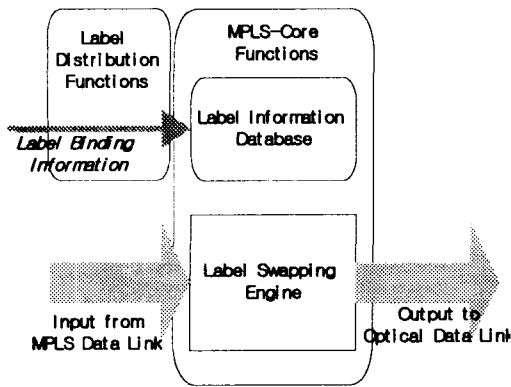 Label
Distribution
Functions
MPLS-Core
Functions
Label Information
Database
Label Binding
Information
Label Swapping
Engine
Input from
MPLS Data Link
Output to
Optical Data Link